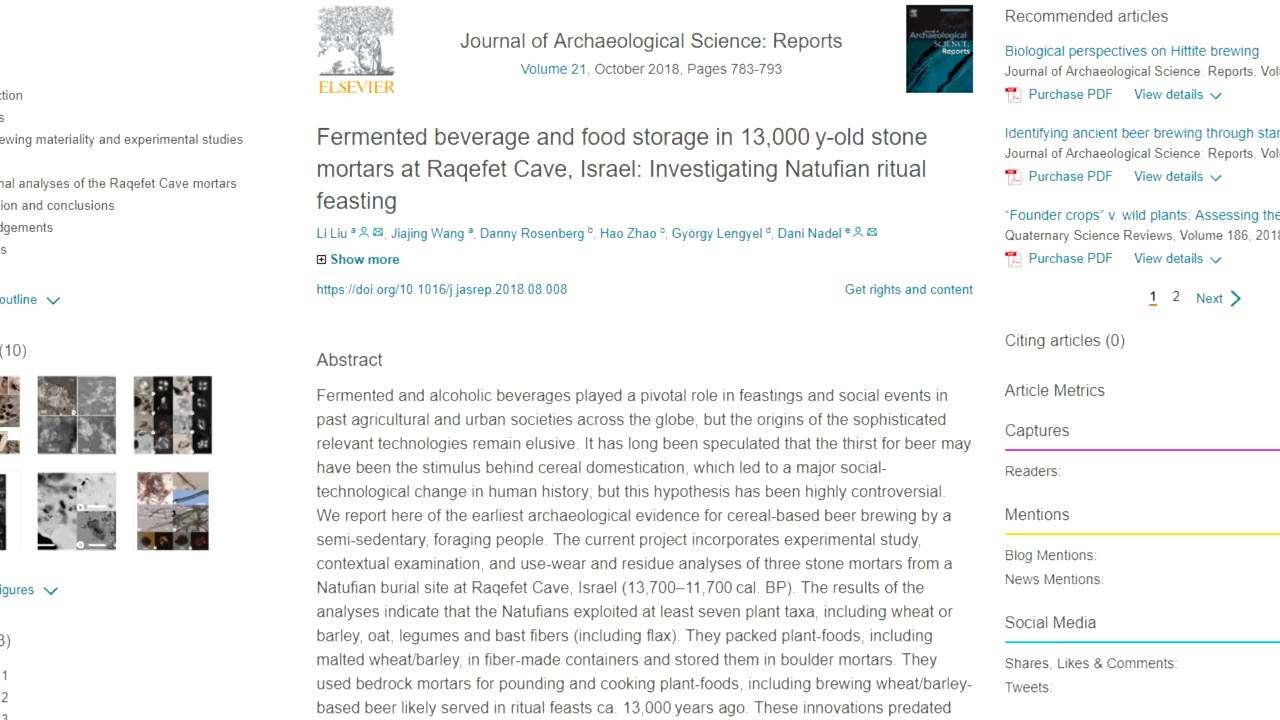 ction
s
ewing materiality and experimental studies
nal analyses of the Raqefet Cave mortars
ion and conclusions
dgements
s
outline
(10)
igures
3)
1
2
3
ELSEVIER
Journal of Archaeological Science: Reports
Volume 21, October 2018, Pages 783-793
Journal of
Archaeological
SCIENCE
Reports
Fermented beverage and food storage in 13,000 y-old stone
mortars at Raqefet Cave, Israel: Investigating Natufian ritual
feasting
Li Liu a, Jiajing Wang a, Danny Rosenberg b, Hao Zhao c, György Lengyel d, Dani Nadel e
Show more
https://doi.org/10.1016/j.jasrep.2018.08.008
Get rights and content
Abstract
Fermented and alcoholic beverages played a pivotal role in feastings and social events in
past agricultural and urban societies across the globe, but the origins of the sophisticated
relevant technologies remain elusive. It has long been speculated that the thirst for beer may
have been the stimulus behind cereal domestication, which led to a major social-
technological change in human history; but this hypothesis has been highly controversial.
We report here of the earliest archaeological evidence for cereal-based beer brewing by a
semi-sedentary, foraging people. The current project incorporates experimental study,
contextual examination, and use-wear and residue analyses of three stone mortars from a
Natufian burial site at Raqefet Cave, Israel (13,700–11,700 cal. BP). The results of the
analyses indicate that the Natufians exploited at least seven plant taxa, including wheat or
barley, oat, legumes and bast fibers (including flax). They packed plant-foods, including
malted wheat/barley, in fiber-made containers and stored them in boulder mortars. They
used bedrock mortars for pounding and cooking plant-foods, including brewing wheat/barley-
based beer likely served in ritual feasts ca. 13,000 years ago. These innovations predated
Recommended articles
Biological perspectives on Hittite brewing
Journal of Archaeological Science: Reports, Vol
Purchase PDF View details
Identifying ancient beer brewing through star
Journal of Archaeological Science: Reports, Vol
Purchase PDF View details
"Founder crops" v. wild plants: Assessing the
Quaternary Science Reviews, Volume 186, 2018
Purchase PDF View details
1 2 Next
Citing articles (0)
Article Metrics
Captures
Readers:
Mentions
Blog Mentions:
News Mentions:
Social Media
Shares, Likes & Comments:
Tweets: